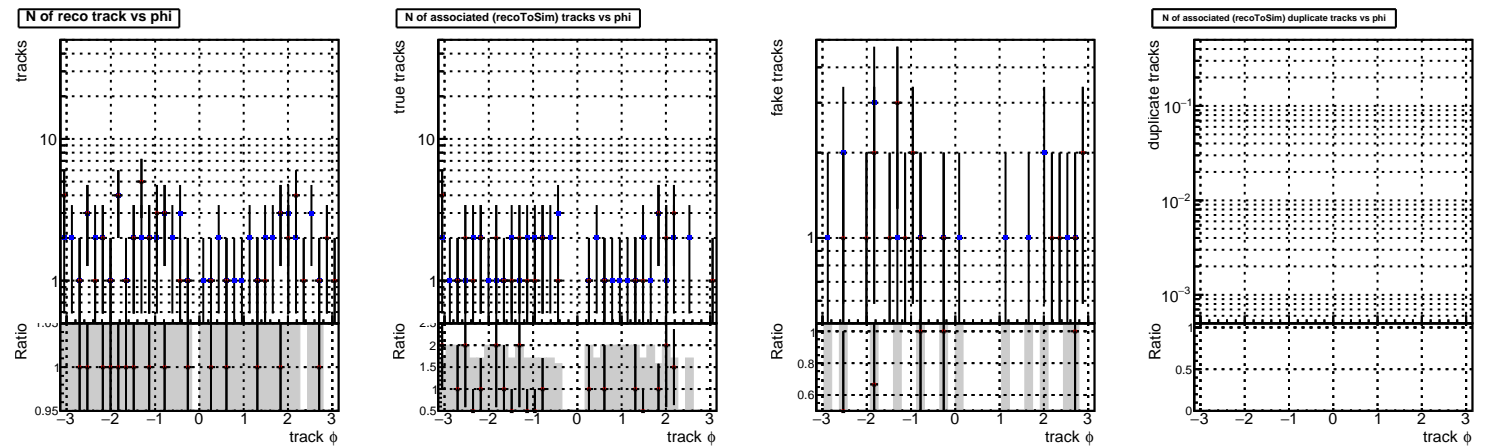 N of reco track vs phi
tracks
10
1
1.05
1
0.95
Ratio
−3 −2 −1 0 1 2 3
track ϕ
N of associated (recoToSim) tracks vs phi
true tracks
10
1
2.5
2
1.5
1
0.5
Ratio
−3 −2 −1 0 1 2 3
track ϕ
fake tracks
1
1
0.8
0.6
Ratio
−3 −2 −1 0 1 2 3
track ϕ
N of associated (recoToSim) duplicate tracks vs phi
duplicate tracks
10−1
10−2
10−3
1
0.5
0
Ratio
−3 −2 −1 0 1 2 3
track ϕ